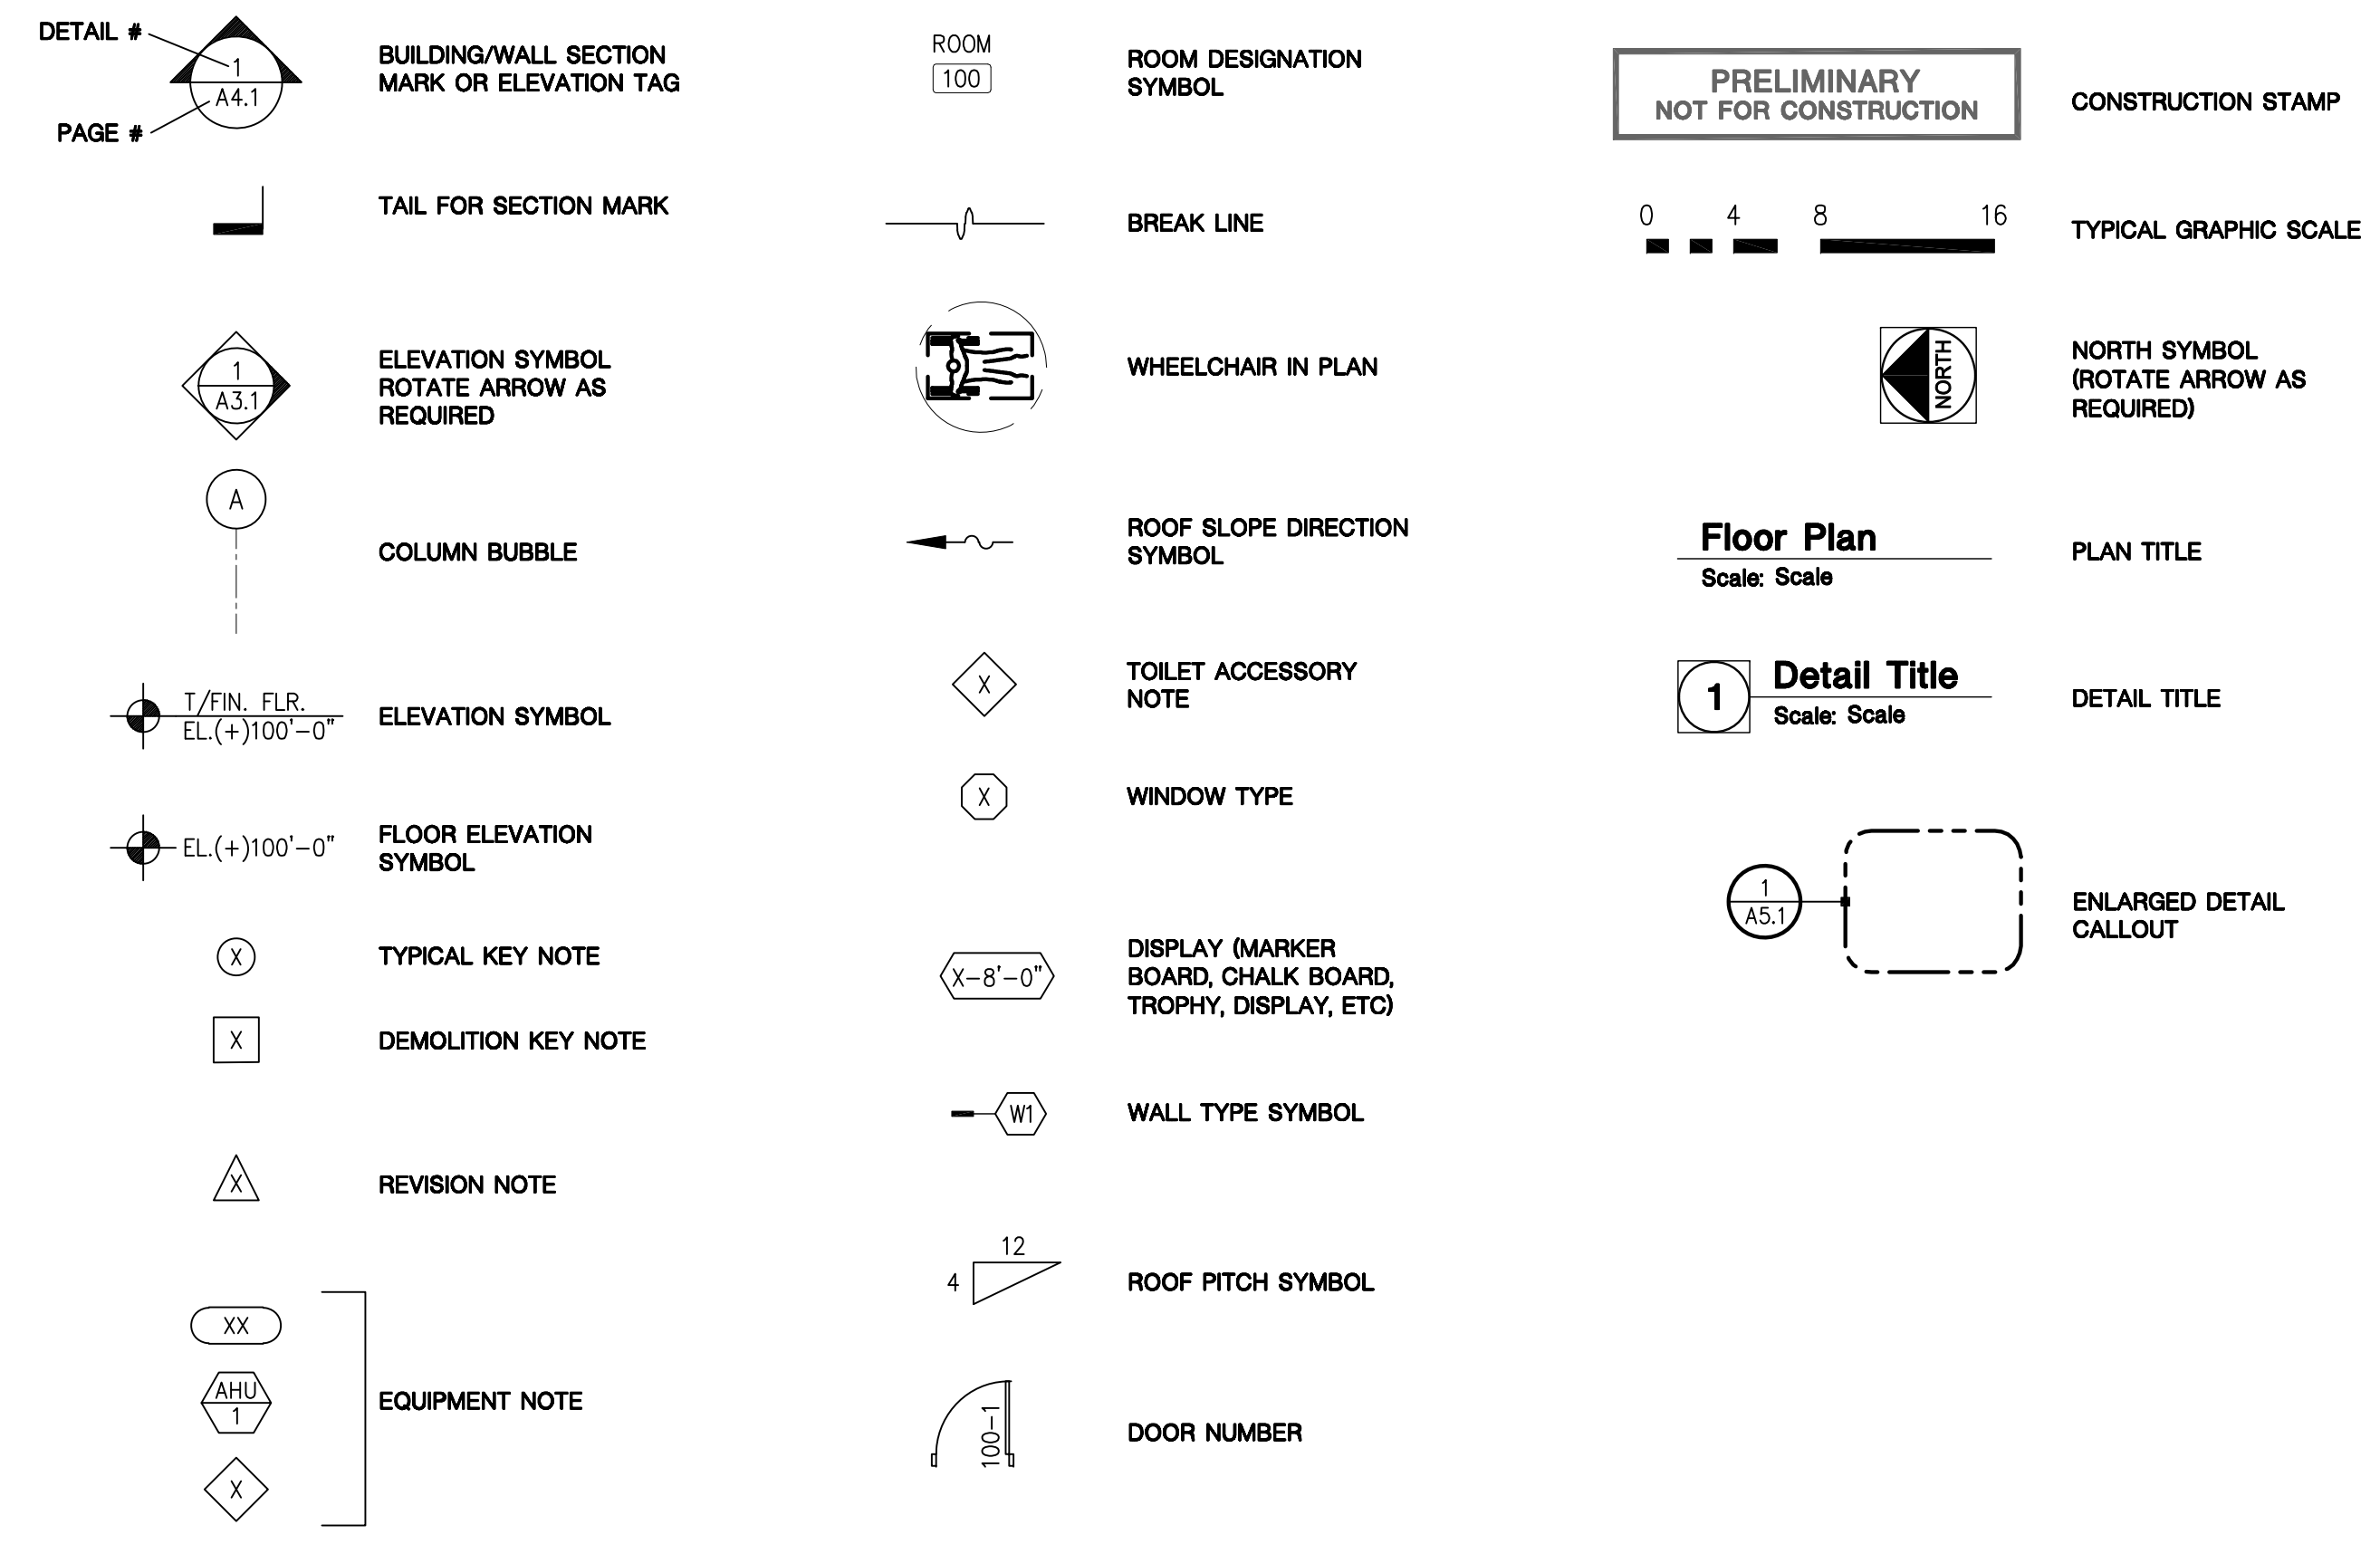 DETAIL #
1
A4.1
PAGE #
BUILDING/WALL SECTION
MARK OR ELEVATION TAG
TAIL FOR SECTION MARK
1
A3.1
ELEVATION SYMBOL
ROTATE ARROW AS
REQUIRED
A
COLUMN BUBBLE
T/FIN. FLR.
EL.(+)100'-0"
ELEVATION SYMBOL
EL.(+)100'-0"
FLOOR ELEVATION
SYMBOL
X
TYPICAL KEY NOTE
X
DEMOLITION KEY NOTE
X
REVISION NOTE
XX
AHU
1
X
EQUIPMENT NOTE
ROOM
100
ROOM DESIGNATION
SYMBOL
BREAK LINE
WHEELCHAIR IN PLAN
ROOF SLOPE DIRECTION
SYMBOL
X
TOILET ACCESSORY
NOTE
X
WINDOW TYPE
X-8'-0"
DISPLAY (MARKER
BOARD, CHALK BOARD,
TROPHY, DISPLAY, ETC)
W1
WALL TYPE SYMBOL
12
4
ROOF PITCH SYMBOL
100-1
DOOR NUMBER
PRELIMINARY
NOT FOR CONSTRUCTION
CONSTRUCTION STAMP
0 4 8 16
TYPICAL GRAPHIC SCALE
NORTH
NORTH SYMBOL
(ROTATE ARROW AS
REQUIRED)
Floor Plan
Scale: Scale
PLAN TITLE
1
Detail Title
Scale: Scale
DETAIL TITLE
1
A5.1
ENLARGED DETAIL
CALLOUT